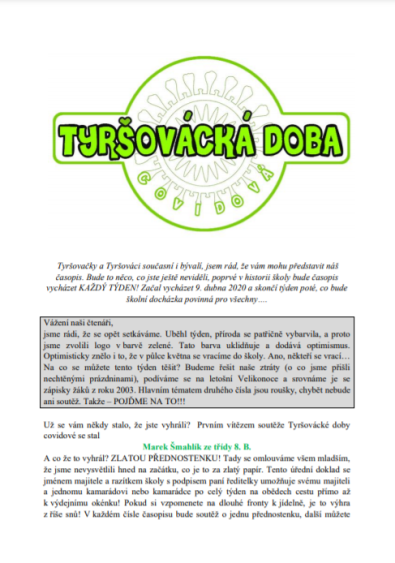 TYRŠOVÁCKÁ DOBA
COVIDOVÁ
Tyršovačky a Tyršováci současní i bývalí, jsem rád, že vám mohu představit náš
časopis. Bude to něco, co jste ještě neviděli, poprvé v historii školy bude časopis
vycházet KAŽDÝ TÝDEN! Začal vycházet 9. dubna 2020 a skončí týden poté, co bude
školní docházka povinná pro všechny....
Vážení naši čtenáři,
jsme rádi, že se opět setkáváme. Uběhl týden, příroda se patřičně vybarvila, a proto
jsme zvolili logo v barvě zelené. Tato barva uklidňuje a dodává optimismus.
Optimisticky znělo i to, že v půlce května se vracíme do školy. Ano, někteří se vrací…
Na co se můžete tento týden těšit? Budeme řešit naše ztráty (o co jsme přišli
nechtěnými prázdninami), podíváme se na letošní Velikonoce a srovnáme je se
zápisky žáků z roku 2003. Hlavním tématem druhého čísla jsou roušky, chybět nebude
ani soutěž. Takže – POJĎME NA TO!!!
Už se vám někdy stalo, že jste vyhráli? Prvním vítězem soutěže Tyršovácké doby
covidové se stal
Marek Šmahlík ze třídy 8. B.
A co že to vyhrál? ZLATOU PŘEDNOSTENKU! Tady se omlouváme všem mladším,
že jsme nevysvětlili hned na začátku, co je to za zlatý papír. Tento úřední doklad se
jménem majitele a razítkem školy s podpisem paní ředitelky umožňuje svému majiteli
a jednomu kamarádovi nebo kamarádce po celý týden na obědech cestu přímo až
k výdejnímu okénku! Pokud si vzpomenete na dlouhé fronty k jídelně, je to výhra
z říše snů! V každém čísle časopisu bude soutěž o jednu přednostenku, další můžete